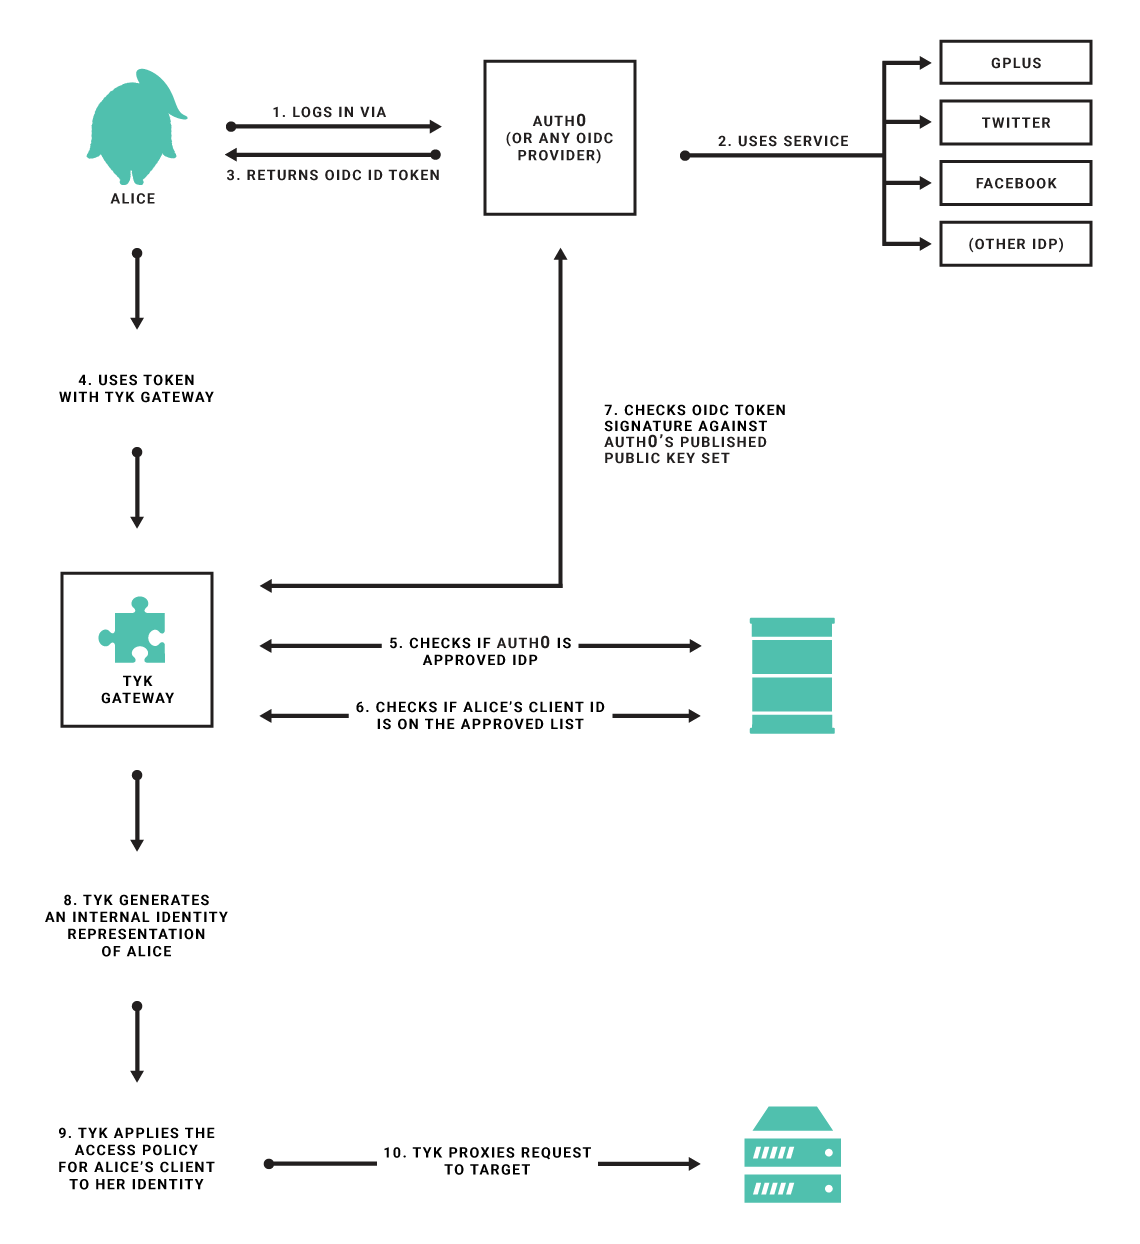 1. LOGS IN VIA
3. RETURNS OIDC ID TOKEN
ALICE
AUTH0
(OR ANY OIDC
PROVIDER)
2. USES SERVICE
GPLUS
TWITTER
FACEBOOK
(OTHER IDP)
4. USES TOKEN
WITH TYK GATEWAY
7. CHECKS OIDC TOKEN
SIGNATURE AGAINST
AUTH0'S PUBLISHED
PUBLIC KEY SET
TYK
GATEWAY
5. CHECKS IF AUTH0 IS
APPROVED IDP
6. CHECKS IF ALICE'S CLIENT ID
IS ON THE APPROVED LIST
8. TYK GENERATES
AN INTERNAL IDENTITY
REPRESENTATION
OF ALICE
9. TYK APPLIES THE
ACCESS POLICY
FOR ALICE'S CLIENT
TO HER IDENTITY
10. TYK PROXIES REQUEST
TO TARGET